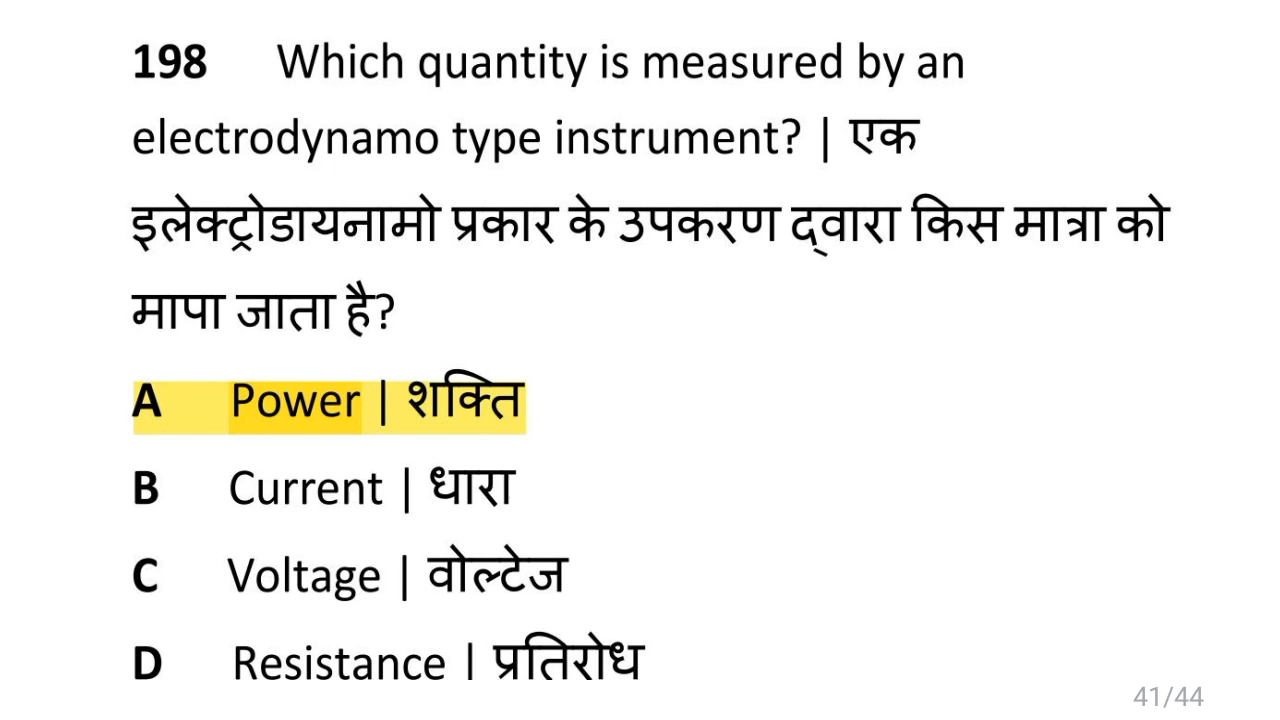 198 Which quantity is measured by an
electrodynamo type instrument? | एक
इलेक्ट्रोडायनामो प्रकार के उपकरण द्वारा किस मात्रा को
मापा जाता है?
A Power | शक्ति
B Current | धारा
C Voltage | वोल्टेज
D Resistance | प्रतिरोध
41/44